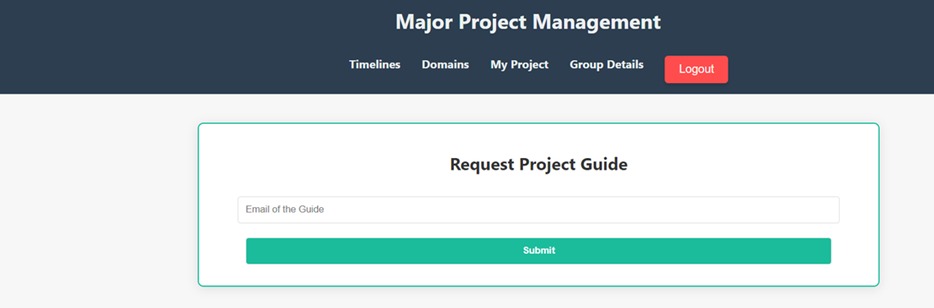 Major Project Management
Timelines Domains My Project Group Details Logout
Request Project Guide
Email of the Guide
Submit